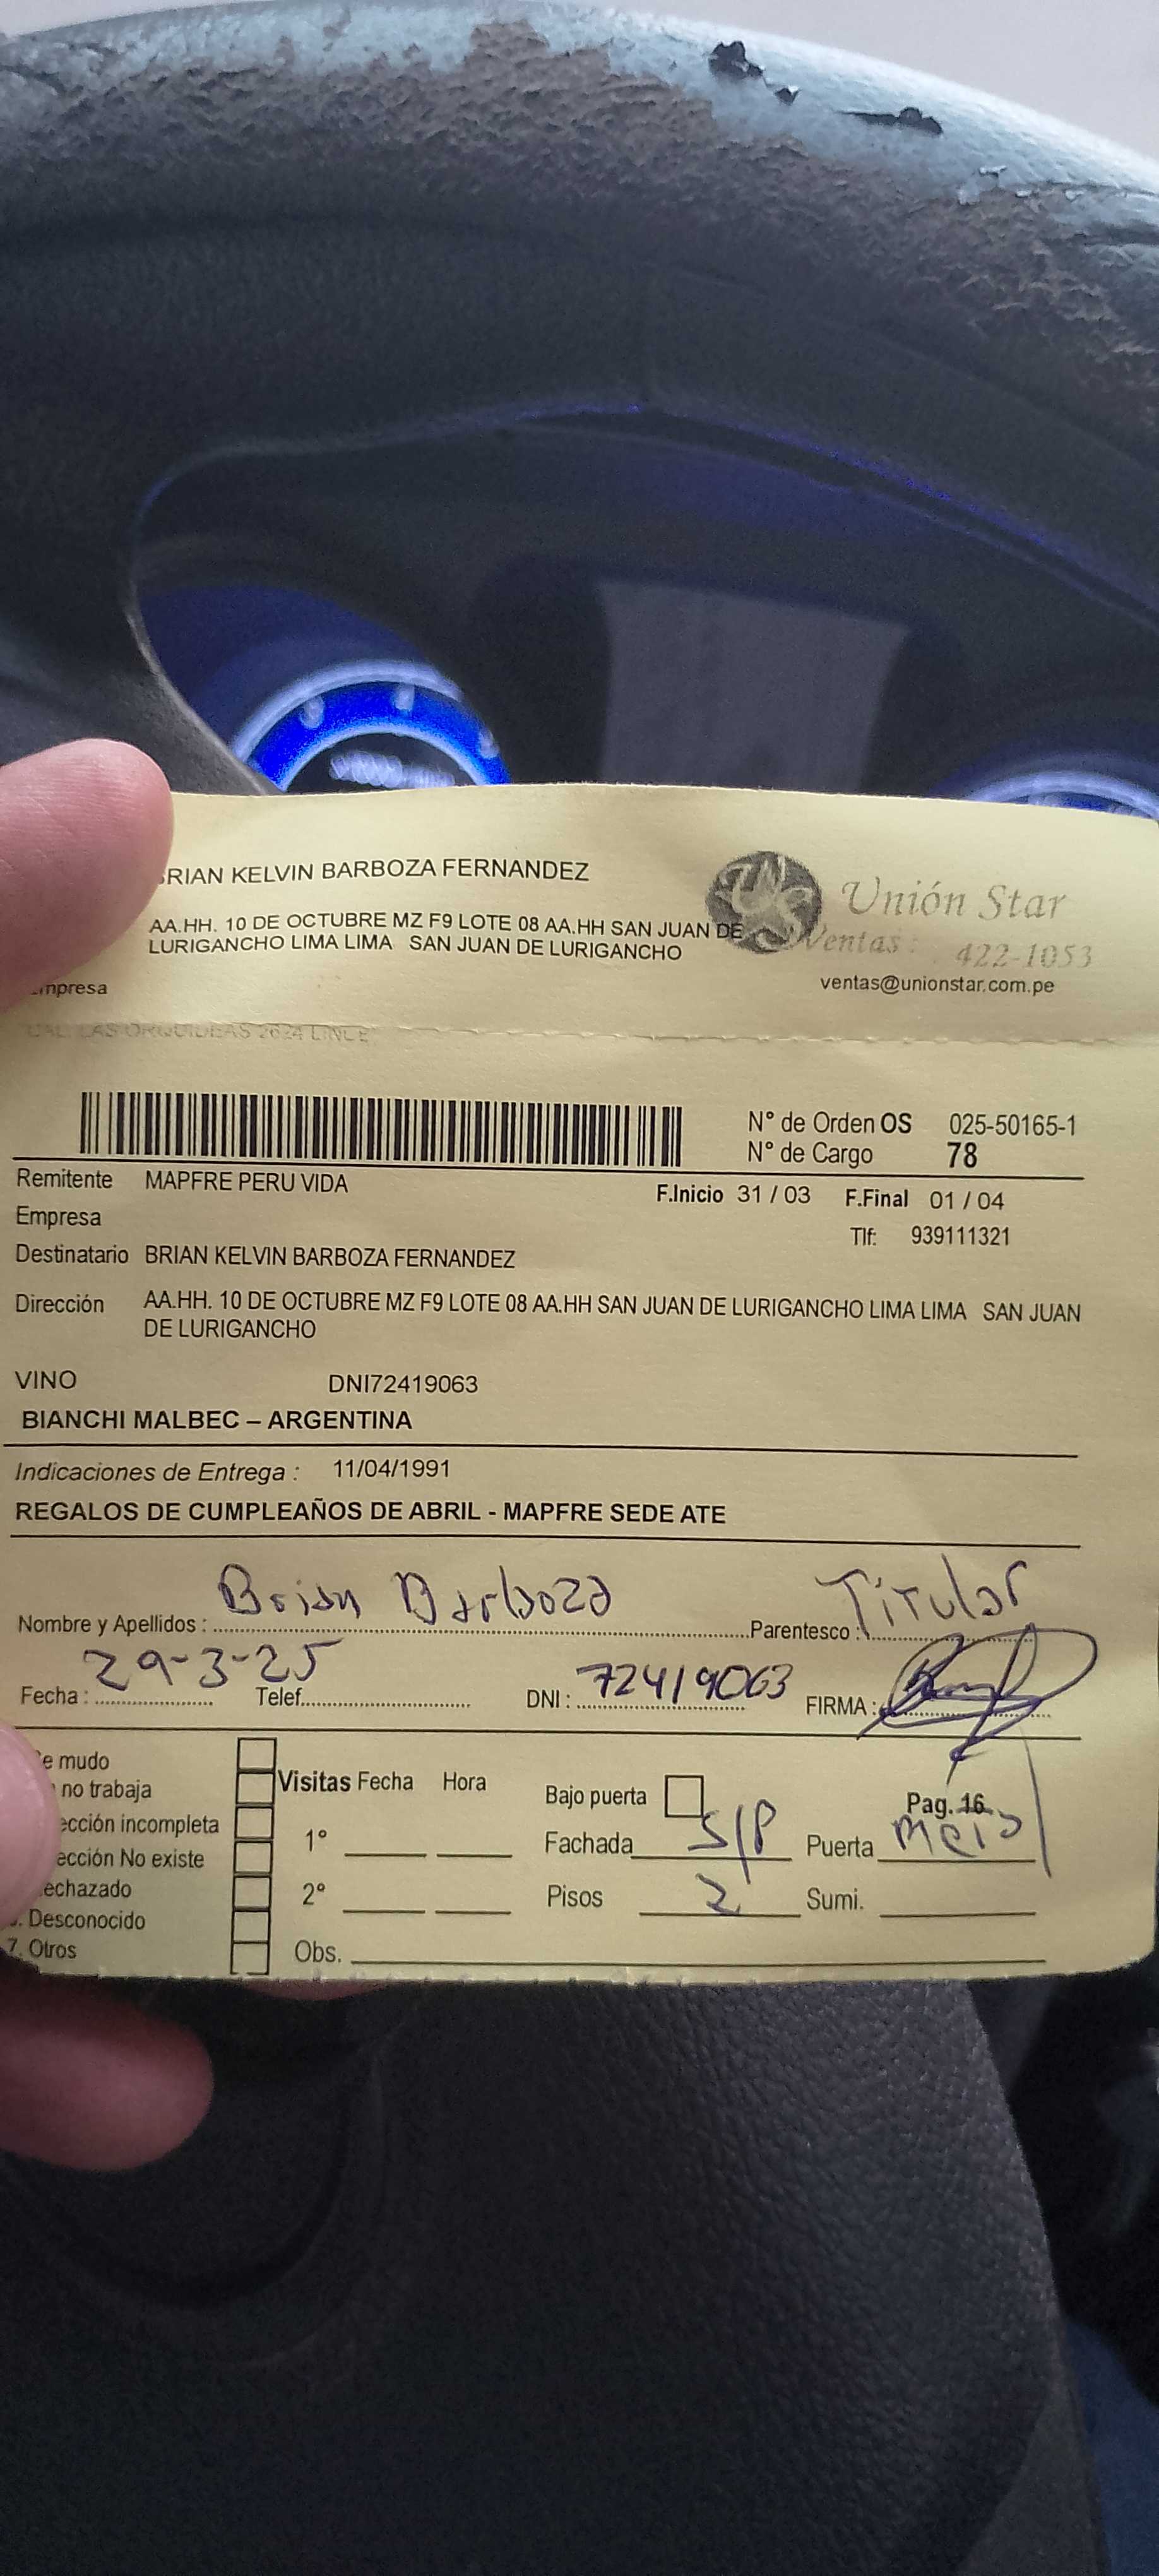 BRIAN KELVIN BARBOZA FERNANDEZ
Unión Star
AA.HH. 10 DE OCTUBRE MZ F9 LOTE 08 AA.HH SAN JUAN DE
LURIGANCHO LIMA LIMA SAN JUAN DE LURIGANCHO
Ventas : 422-1053
ventas@unionstar.com.pe
mpresa
CAL. LAS ORQUIDEAS 2624 LINCE
N° de Orden OS 025-50165-1
N° de Cargo 78
Remitente MAPFRE PERU VIDA
F.Inicio 31 / 03 F.Final 01 / 04
Empresa
Tlf: 939111321
Destinatario BRIAN KELVIN BARBOZA FERNANDEZ
Dirección AA.HH. 10 DE OCTUBRE MZ F9 LOTE 08 AA.HH SAN JUAN DE LURIGANCHO LIMA LIMA SAN JUAN
DE LURIGANCHO
VINO DNI72419063
BIANCHI MALBEC – ARGENTINA
Indicaciones de Entrega : 11/04/1991
REGALOS DE CUMPLEAÑOS DE ABRIL - MAPFRE SEDE ATE
Nombre y Apellidos : Brian Barboza Parentesco : Titular
Fecha : 29-3-25 Telef. DNI : 72419063 FIRMA :
e mudo
no trabaja
ección incompleta
ección No existe
echazado
. Desconocido
7. Otros
Visitas Fecha Hora
1°
2°
Obs.
Bajo puerta
Pag. 16
Fachada S/P Puerta
Pisos 2 Sumi.